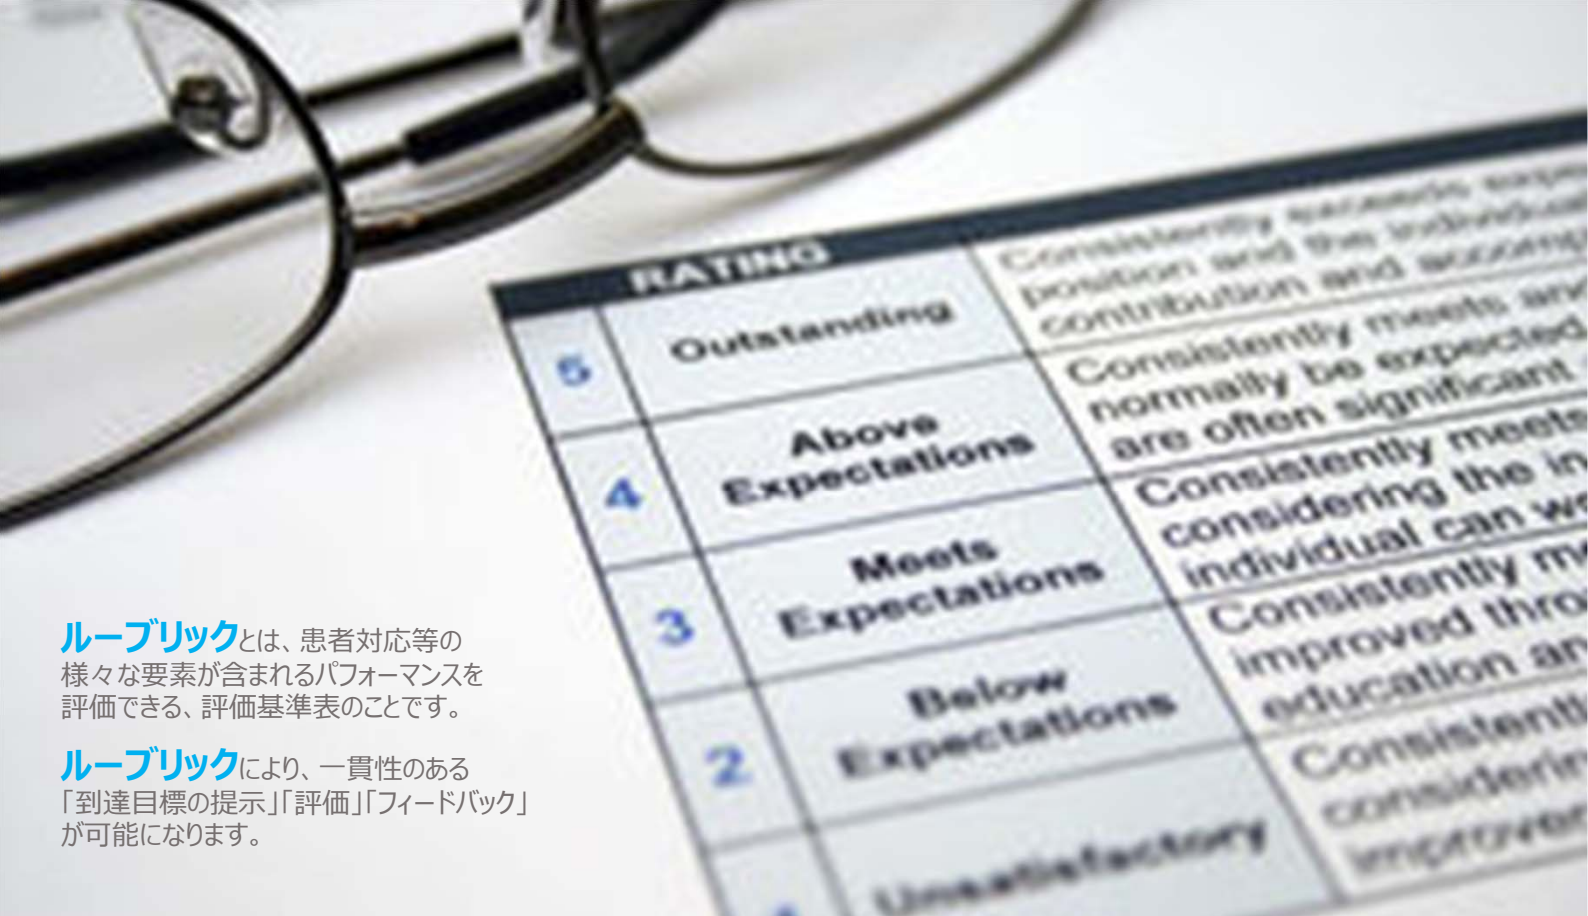 RATING
5
Outstanding
Consistently exceeds
position and the individual
contribution and
4
Above
Expectations
Consistently meets and
normally be expected
are often significant
3
Meets
Expectations
Consistently meets
considering the
individual can
2
Below
Expectations
Consistently
improved
education
Unsatisfactory
ルーブリックとは、患者対応等の
様々な要素が含まれるパフォーマンスを
評価できる、評価基準表のことです。
ルーブリックにより、一貫性のある
「到達目標の提示」「評価」「フィードバック」
が可能になります。